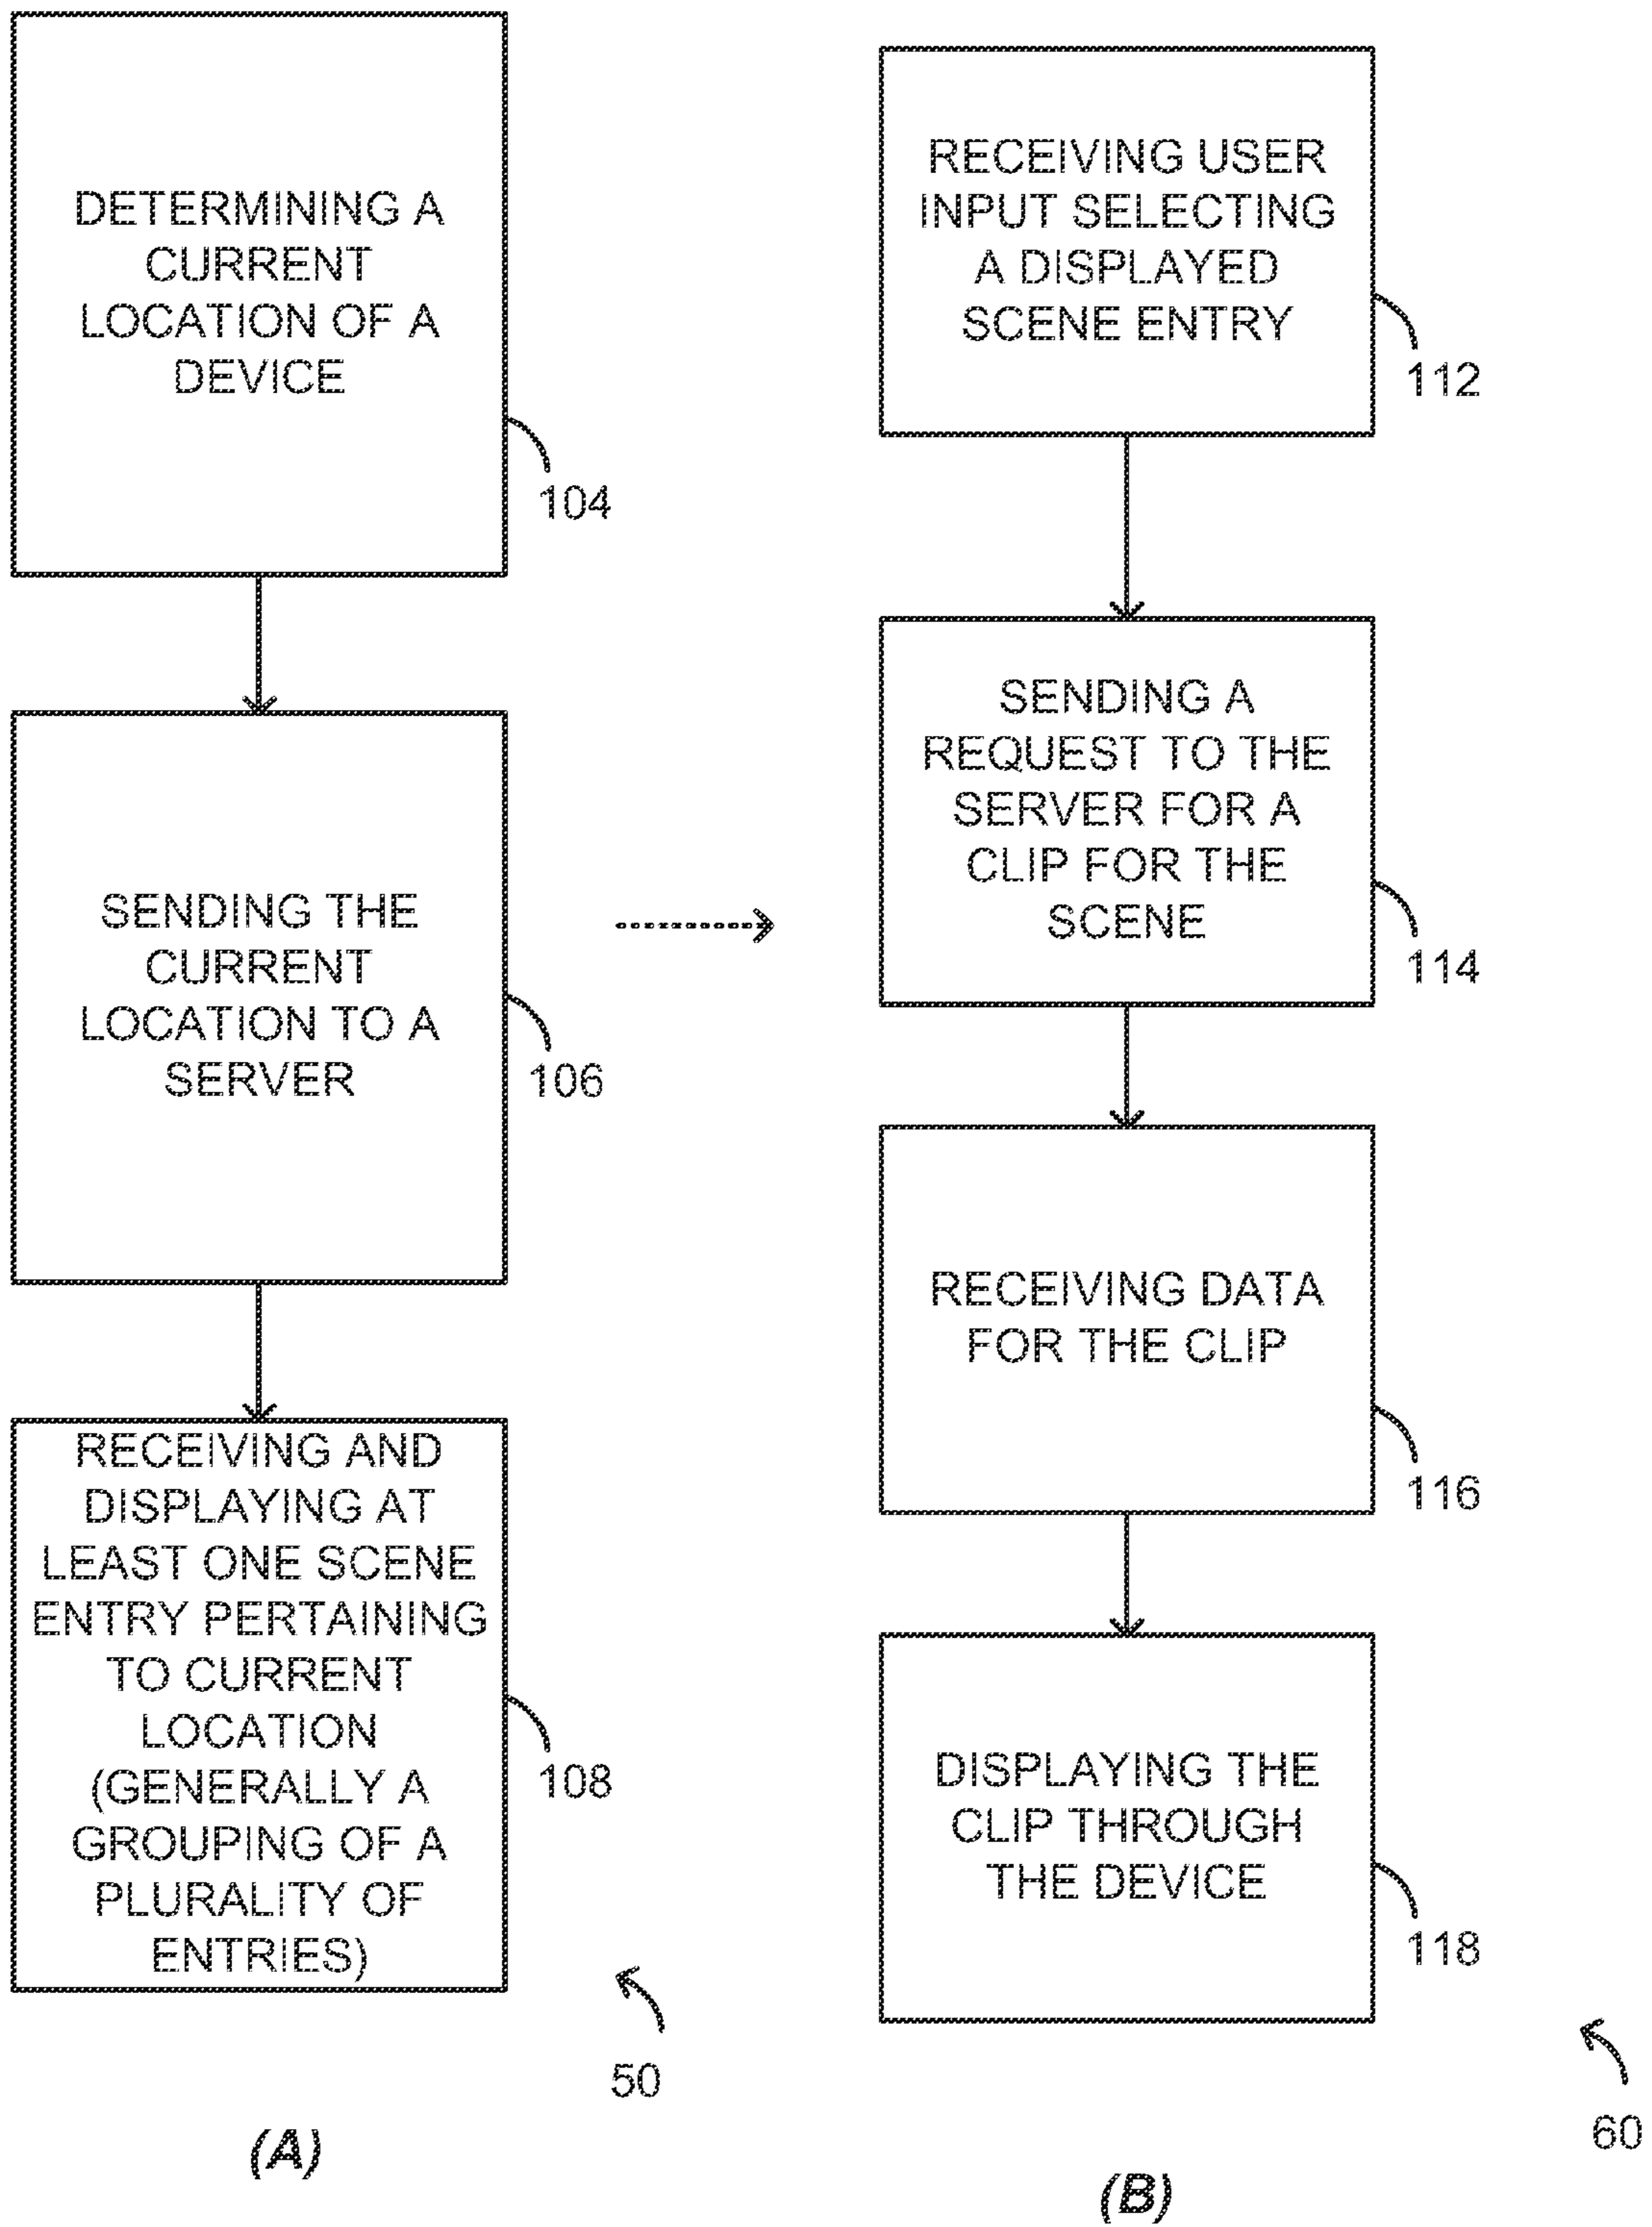 DETERMINING A
CURRENT
LOCATION OF A
DEVICE
104
SENDING THE
CURRENT
LOCATION TO A
SERVER
106
RECEIVING AND
DISPLAYING AT
LEAST ONE SCENE
ENTRY PERTAINING
TO CURRENT
LOCATION
(GENERALLY A
GROUPING OF A
PLURALITY OF
ENTRIES)
108
50
(A)
RECEIVING USER
INPUT SELECTING
A DISPLAYED
SCENE ENTRY
112
SENDING A
REQUEST TO THE
SERVER FOR A
CLIP FOR THE
SCENE
114
RECEIVING DATA
FOR THE CLIP
116
DISPLAYING THE
CLIP THROUGH
THE DEVICE
118
60
(B)